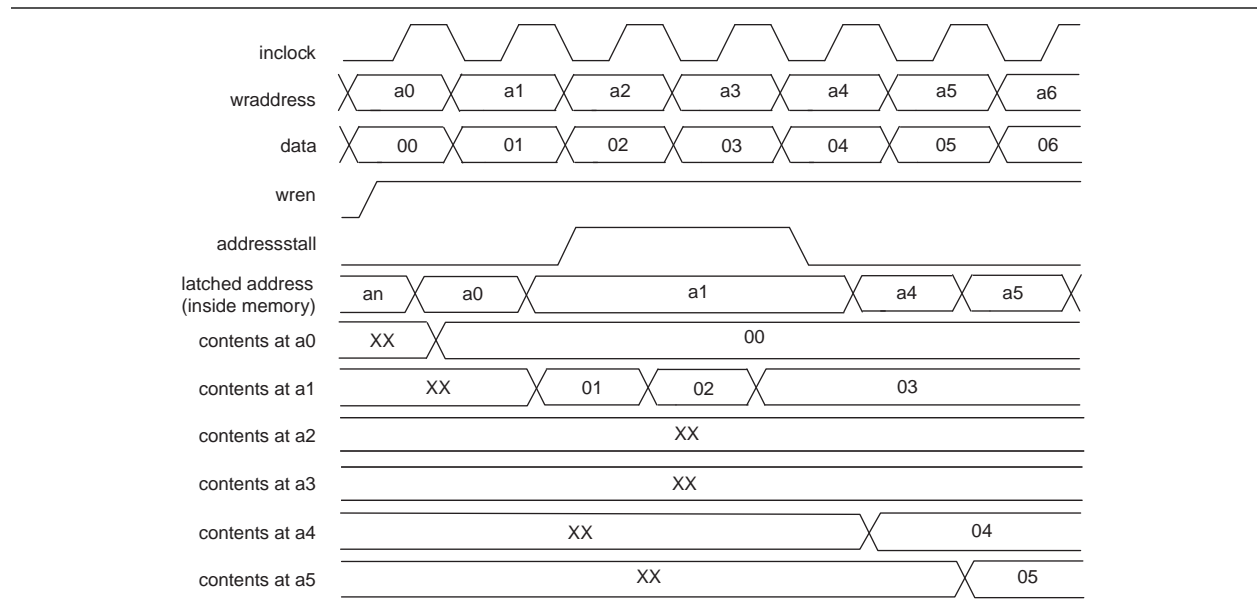 inclock
wraddress a0 a1 a2 a3 a4 a5 a6
data 00 01 02 03 04 05 06
wren
addressstall
latched address
(inside memory) an a0 a1 a4 a5
contents at a0 XX 00
contents at a1 XX 01 02 03
contents at a2 XX
contents at a3 XX
contents at a4 XX 04
contents at a5 XX 05